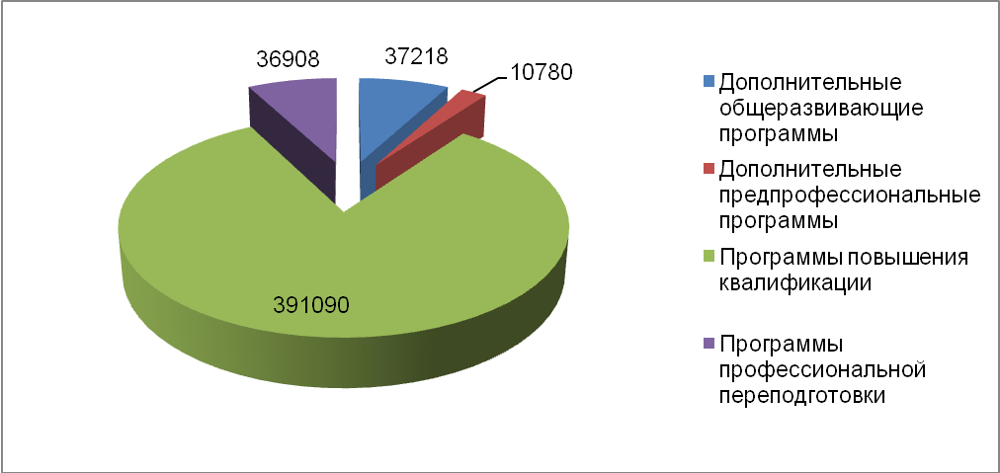 36908
37218
10780
391090
Дополнительные
общеразвивающие
программы
Дополнительные
предпрофессиональные
программы
Программы повышения
квалификации
Программы
профессиональной
переподготовки